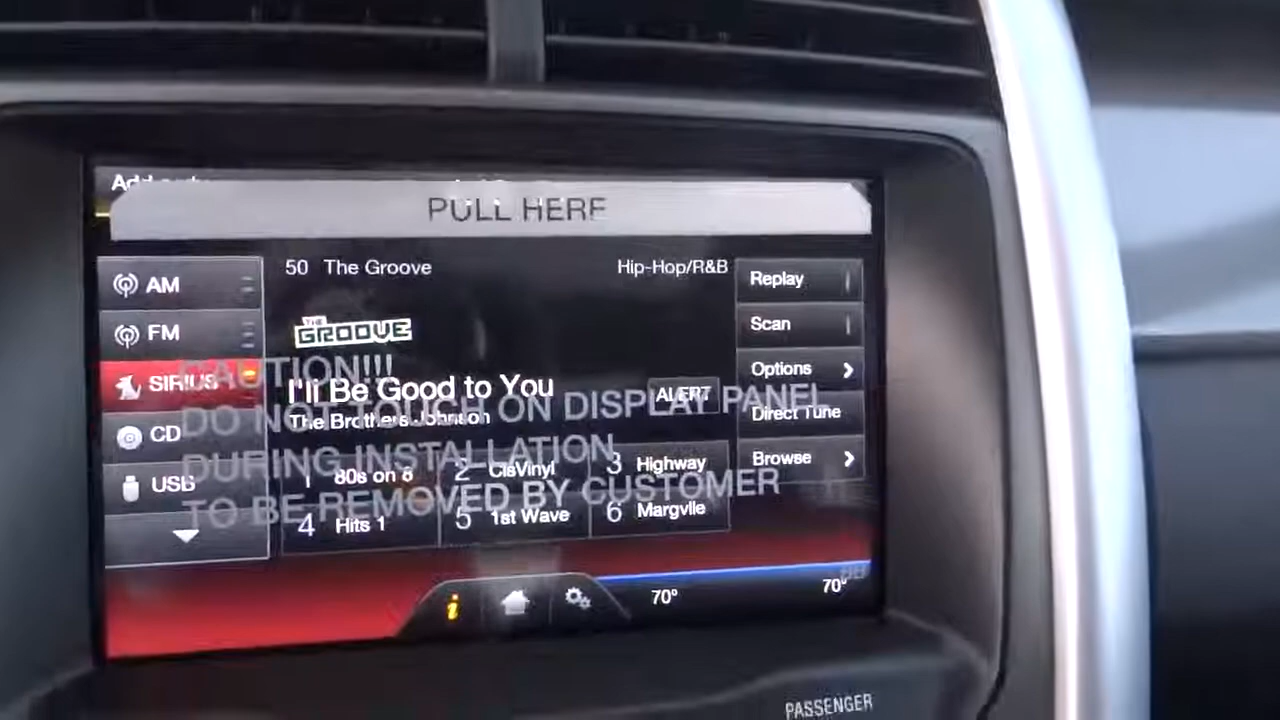 PULL HERE
50 The Groove Hip-Hop/R&B
AM
FM
SIRIUS
CD
USB
THE GROOVE
I'll Be Good to You
The Brothers Johnson
ALERT
1 80s on 8 2 ClsVinyl 3 Highway
4 Hits 1 5 1st Wave 6 Margvlle
Replay
Scan
Options
Direct Tune
Browse
CAUTION!!!
DO NOT TOUCH ON DISPLAY PANEL
DURING INSTALLATION
TO BE REMOVED BY CUSTOMER
i 70° 70°
PASSENGER